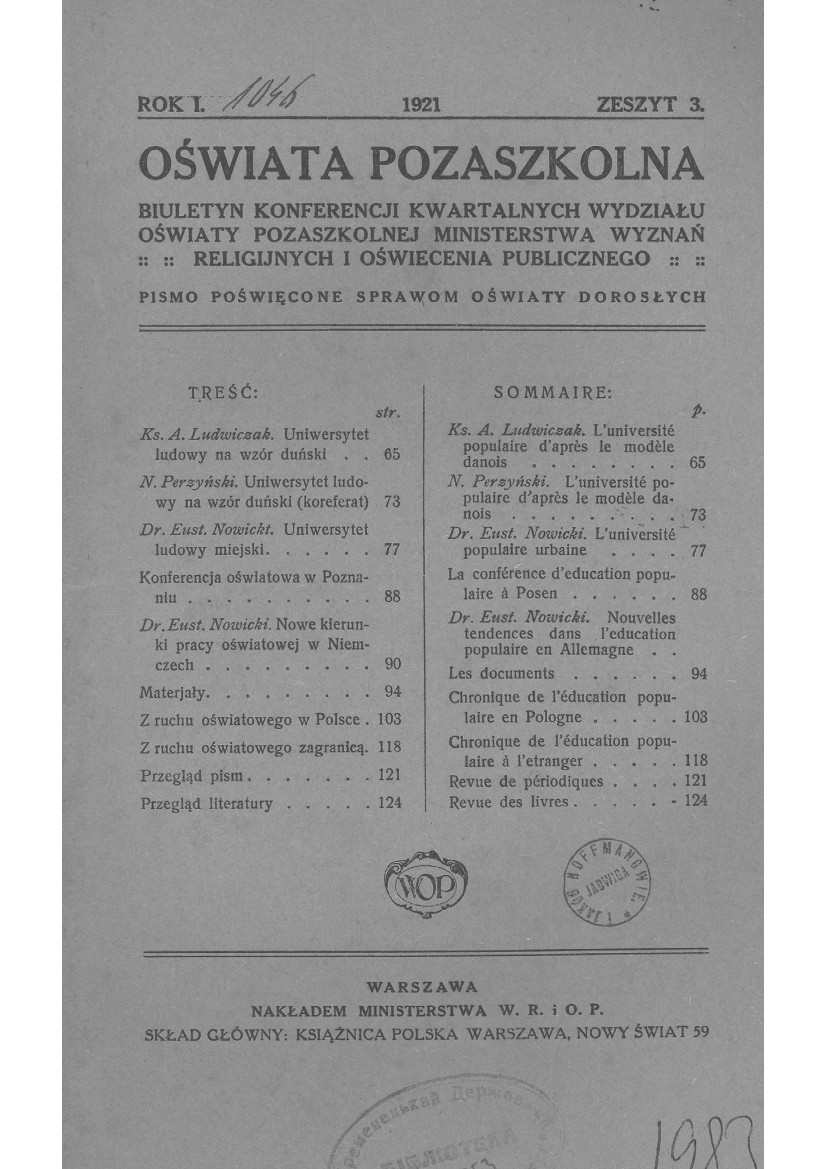 ROK I. 1046 1921 ZESZYT 3.
OŚWIATA POZASZKOLNA
BIULETYN KONFERENCJI KWARTALNYCH WYDZIAŁU
OŚWIATY POZASZKOLNEJ MINISTERSTWA WYZNAŃ
:: :: RELIGIJNYCH I OŚWIECENIA PUBLICZNEGO :: ::
PISMO POŚWIĘCONE SPRAWOM OŚWIATY DOROSŁYCH
TREŚĆ:
str.
Ks. A. Ludwiczak. Uniwersytet
ludowy na wzór duński . . 65
N. Perzyński. Uniwersytet ludo-
wy na wzór duński (koreferat) 73
Dr. Eust. Nowickt. Uniwersytet
ludowy miejski. . . . . . 77
Konferencja oświatowa w Pozna-
niu . . . . . . . . . . 88
Dr. Eust. Nowicki. Nowe kierun-
ki pracy oświatowej w Niem-
czech . . . . . . . . . 90
Materjały. . . . . . . . . 94
Z ruchu oświatowego w Polsce . 103
Z ruchu oświatowego zagranicą. 118
Przegląd pism . . . . . . . 121
Przegląd literatury . . . . . 124
SOMMAIRE:
p.
Ks. A. Ludwiczak. L'université
populaire d'après le modèle
danois . . . . . . . . 65
N. Perzyński. L'université po-
pulaire d'après le modèle da-
nois . . . . . . . . . . 73
Dr. Eust. Nowicki. L'université
populaire urbaine . . . . 77
La conférence d'education popu-
laire à Posen . . . . . . 88
Dr. Eust. Nowicki. Nouvelles
tendences dans l'education
populaire en Allemagne . .
Les documents . . . . . . 94
Chronique de l'éducation popu-
laire en Pologne . . . . . 103
Chronique de l'éducation popu-
laire à l'etranger . . . . . 118
Revue de périodiques . . . . 121
Revue des livres . . . . . - 124
WOP
JADWIGA
I JAKÓB HOFFMANOWIE. *
WARSZAWA
NAKŁADEM MINISTERSTWA W. R. i O. P.
SKŁAD GŁÓWNY: KSIĄŻNICA POLSKA WARSZAWA, NOWY ŚWIAT 59
1983